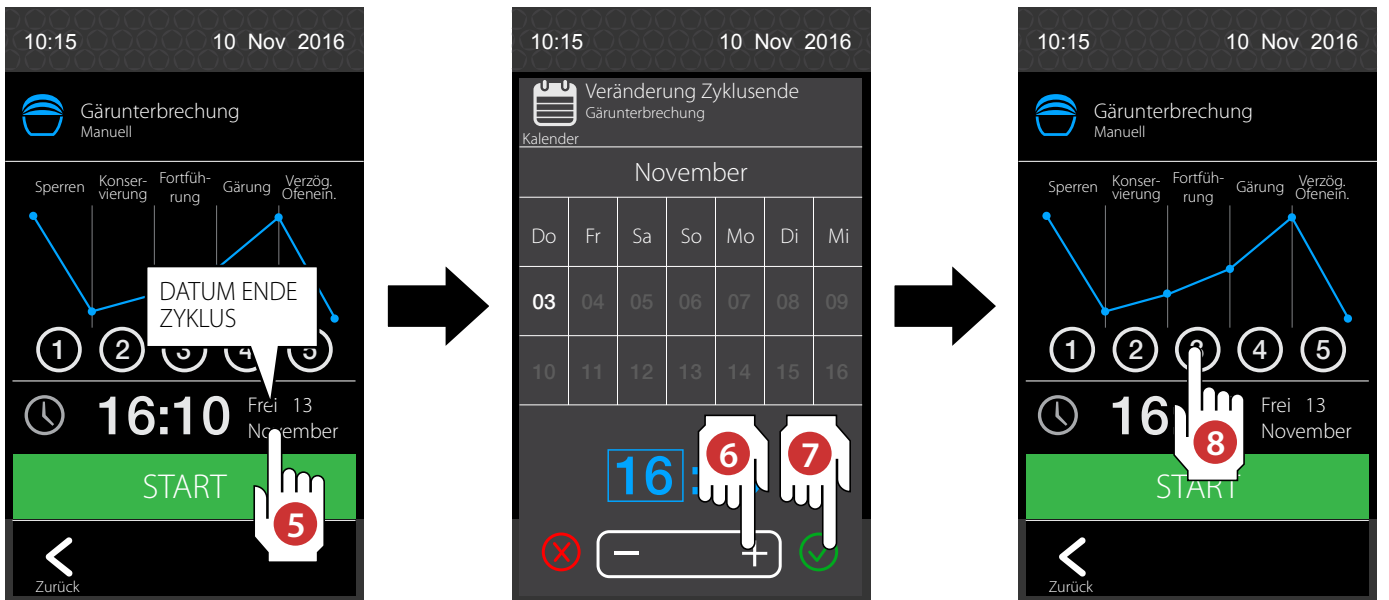 10:15 10 Nov 2016
Gärunterbrechung
Manuell
Sperren Konser-vierung Fortfüh-rung Gärung Verzög. Ofenein.
DATUM ENDE
ZYKLUS
1 2 3 4 5
16:10 Frei 13
November
START
5
Zurück
10:15 10 Nov 2016
Veränderung Zyklusende
Gärunterbrechung
Kalender
November
Do Fr Sa So Mo Di Mi
03 04 05 06 07 08 09
10 11 12 13 14 15 16
6 7
16 :
− +
10:15 10 Nov 2016
Gärunterbrechung
Manuell
Sperren Konser-vierung Fortfüh-rung Gärung Verzög. Ofenein.
1 2 3 4 5
16 Frei 13
November
8
START
Zurück